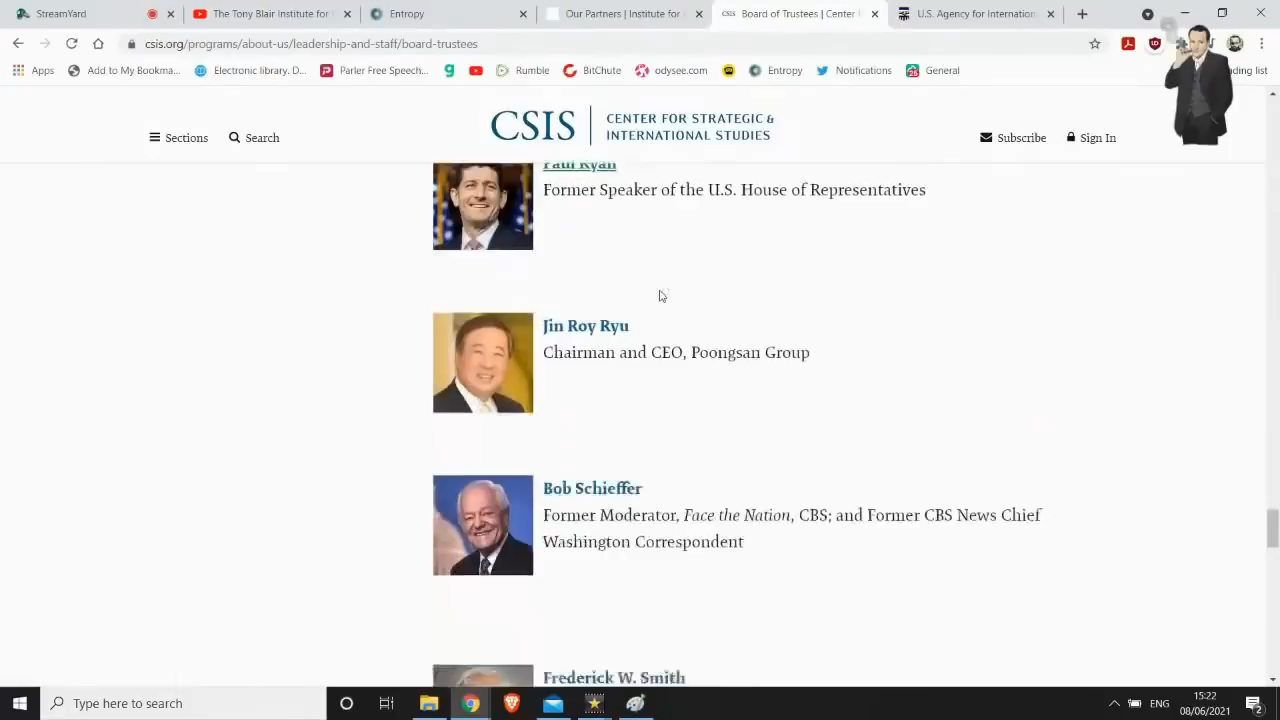 StreamYard
The Tony Blair Institute for
Entropy
Our Partners | Institute for
CSIS Board of Trustees | Center
U.S. Agency for Internation
csis.org/programs/about-us/leadership-and-staff/board-trustees
Apps
Add to My Bookma...
Electronic library. D...
Parler Free Speech...
Rumble
BitChute
odysee.com
Entropy
Notifications
General
ding list
Sections
Search
CSIS
CENTER FOR STRATEGIC &
INTERNATIONAL STUDIES
Subscribe
Sign In
Paul Ryan
Former Speaker of the U.S. House of Representatives
Jin Roy Ryu
Chairman and CEO, Poongsan Group
Bob Schieffer
Former Moderator, Face the Nation, CBS; and Former CBS News Chief
Washington Correspondent
Frederick W. Smith
Type here to search
ENG
15:22
08/06/2021
2